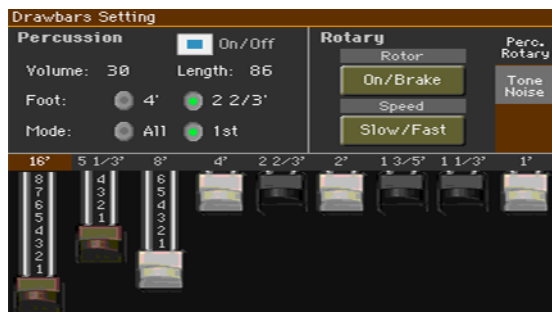 Drawbars Setting
Percussion
On/Off
Volume: 30 Length: 86
Foot: 4' 2 2/3'
Mode: All 1st
Rotary
Rotor
On/Brake
Speed
Slow/Fast
Perc.
Rotary
Tone
Noise
16' 5 1/3' 8' 4' 2 2/3' 2' 1 3/5' 1 1/3' 1'
8 4 6
7 3 5
6 2 4
5 1 3
4 2
3 1
2
1